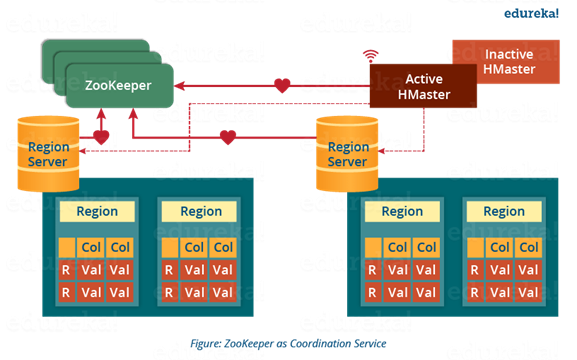 edureka!
Inactive
HMaster
Active
HMaster
ZooKeeper
Region
Server
Region
Server
Region
Region
Region
Region
Col Col
Col Col
Col Col
Col Col
R Val Val
R Val Val
R Val Val
R Val Val
R Val Val
R Val Val
R Val Val
R Val Val
Figure: ZooKeeper as Coordination Service